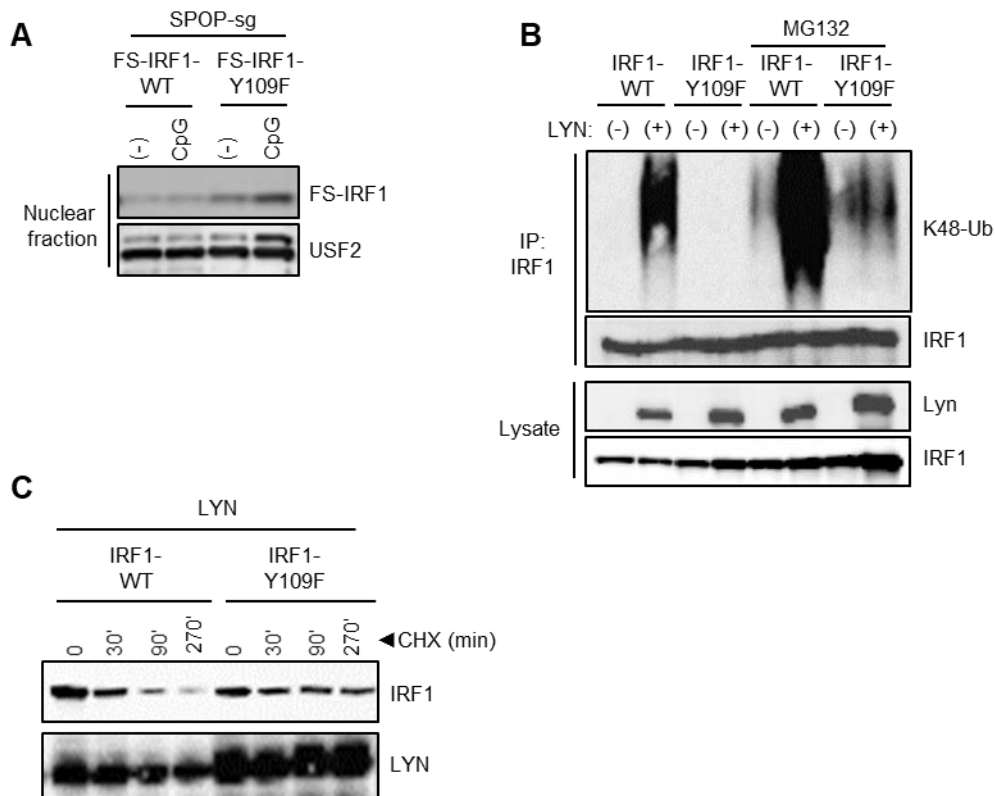 A
SPOP-sg
FS-IRF1-
WT
FS-IRF1-
Y109F
(-)
CpG
(-)
CpG
Nuclear
fraction
FS-IRF1
USF2
B
MG132
IRF1-
WT
IRF1-
Y109F
IRF1-
WT
IRF1-
Y109F
LYN: (-) (+) (-) (+) (-) (+) (-) (+)
IP:
IRF1
K48-Ub
IRF1
Lysate
Lyn
IRF1
C
LYN
IRF1-
WT
IRF1-
Y109F
0 30' 90' 270' 0 30' 90' 270' ◄CHX (min)
IRF1
LYN